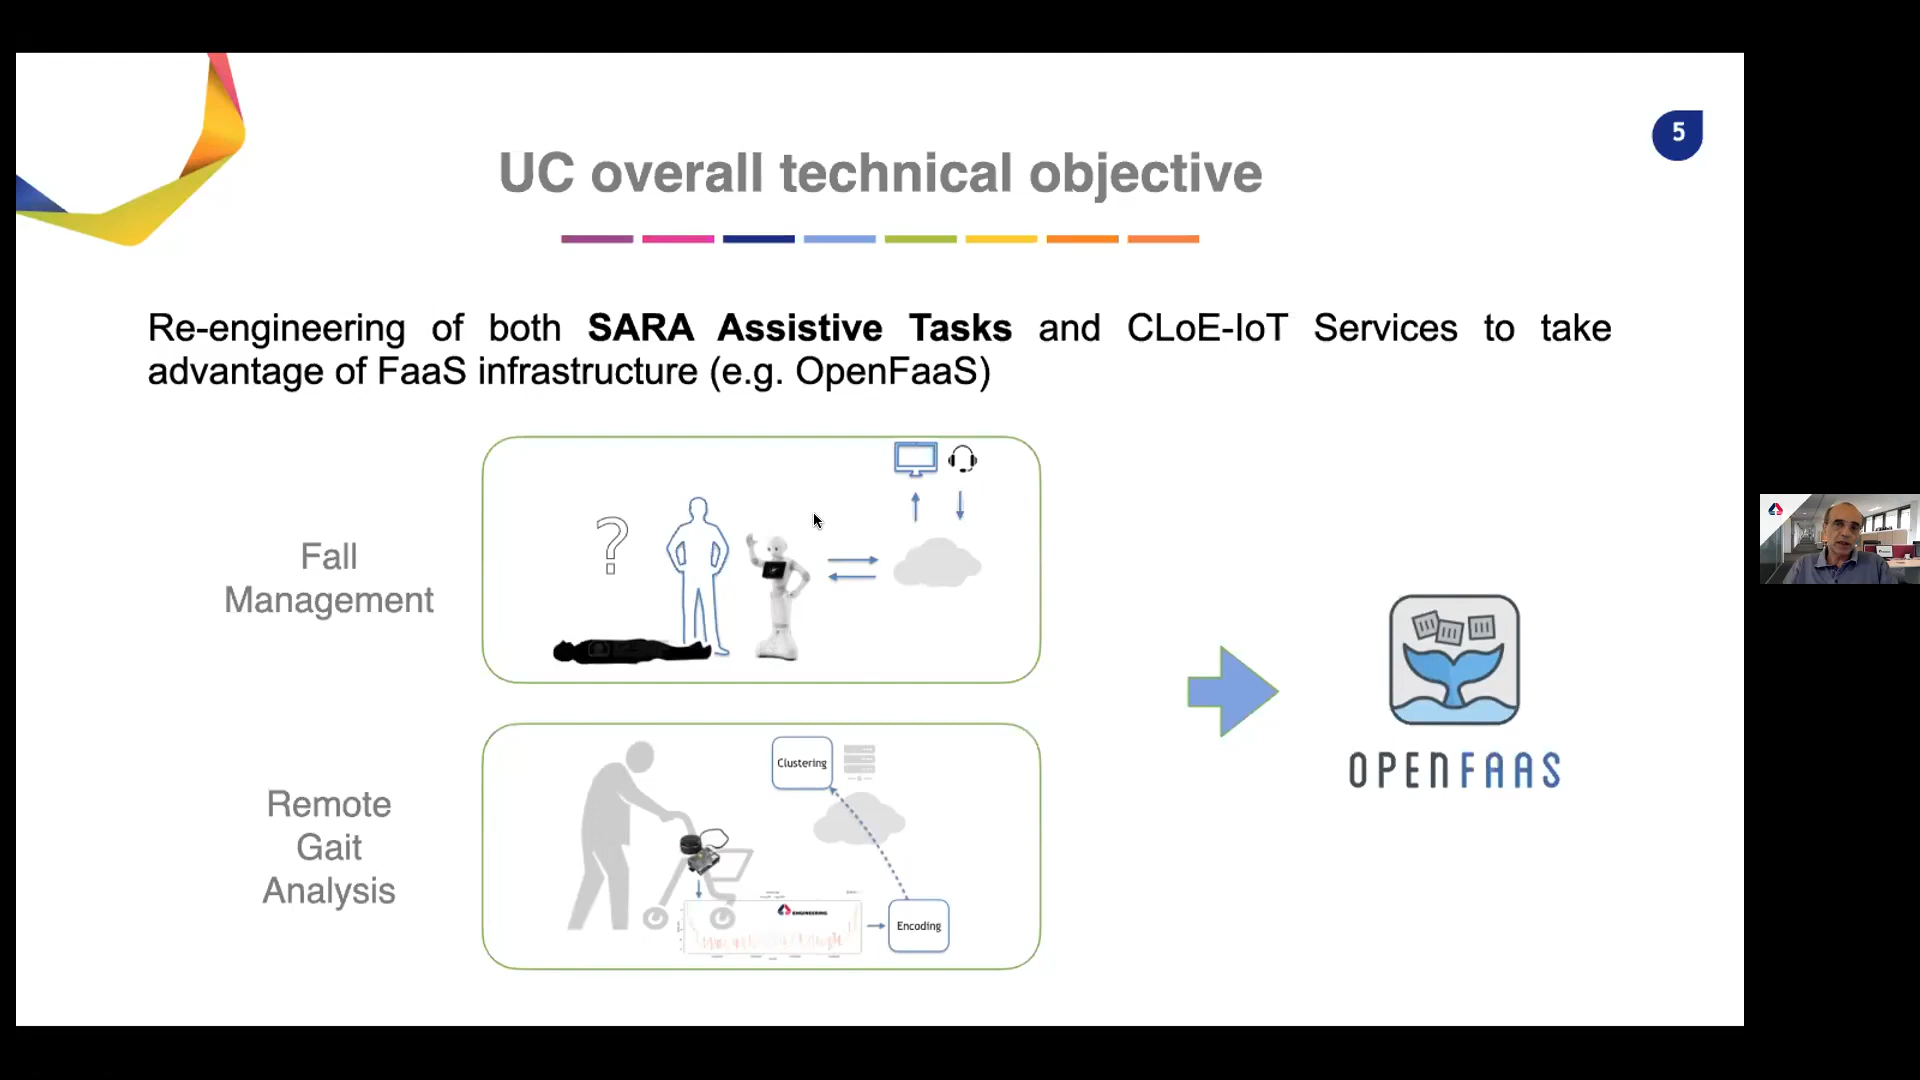 5
UC overall technical objective
Re-engineering of both SARA Assistive Tasks and CLoE-IoT Services to take
advantage of FaaS infrastructure (e.g. OpenFaaS)
Fall
Management
?
Remote
Gait
Analysis
Clustering
ENGINEERING
Encoding
OPENFAAS